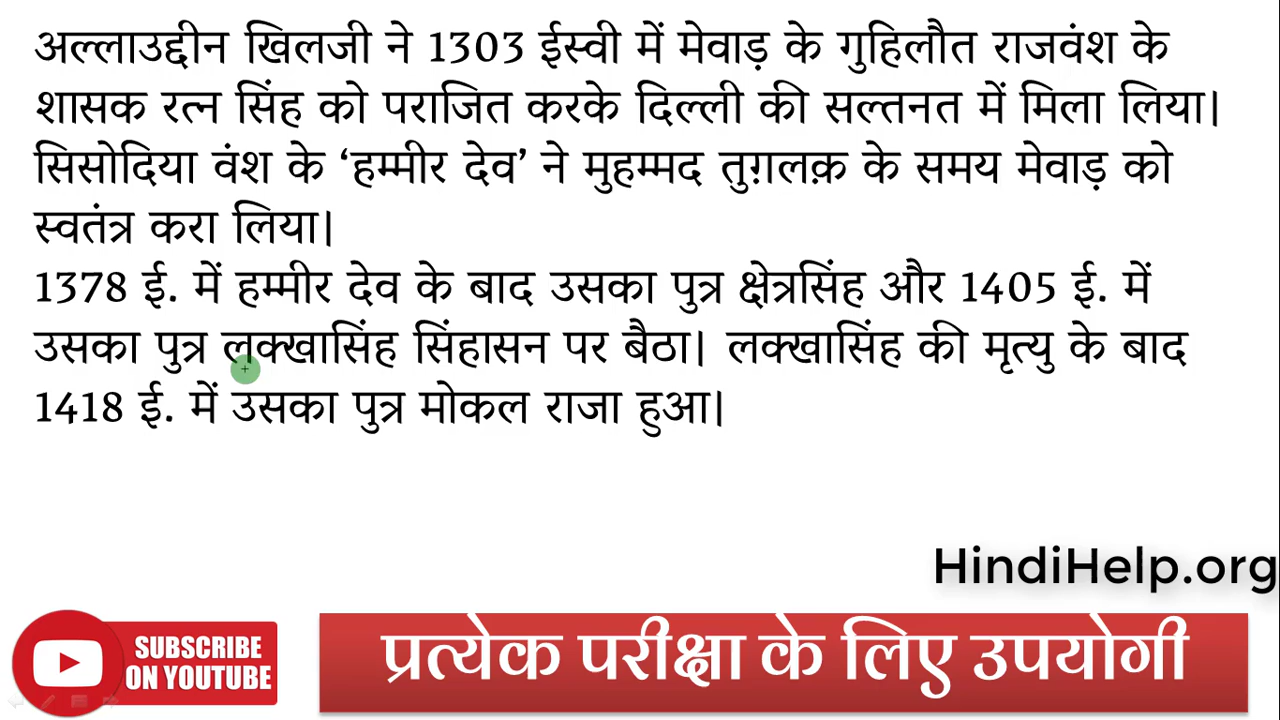 अल्लाउद्दीन खिलजी ने 1303 ईस्वी में मेवाड़ के गुहिलौत राजवंश के
शासक रत्न सिंह को पराजित करके दिल्ली की सल्तनत में मिला लिया|
सिसोदिया वंश के ‘हम्मीर देव’ ने मुहम्मद तुग़लक़ के समय मेवाड़ को
स्वतंत्र करा लिया|
1378 ई. में हम्मीर देव के बाद उसका पुत्र क्षेत्रसिंह और 1405 ई. में
उसका पुत्र लक्खासिंह सिंहासन पर बैठा| लक्खासिंह की मृत्यु के बाद
1418 ई. में उसका पुत्र मोकल राजा हुआ|
HindiHelp.org
SUBSCRIBE
ON YOUTUBE
प्रत्येक परीक्षा के लिए उपयोगी